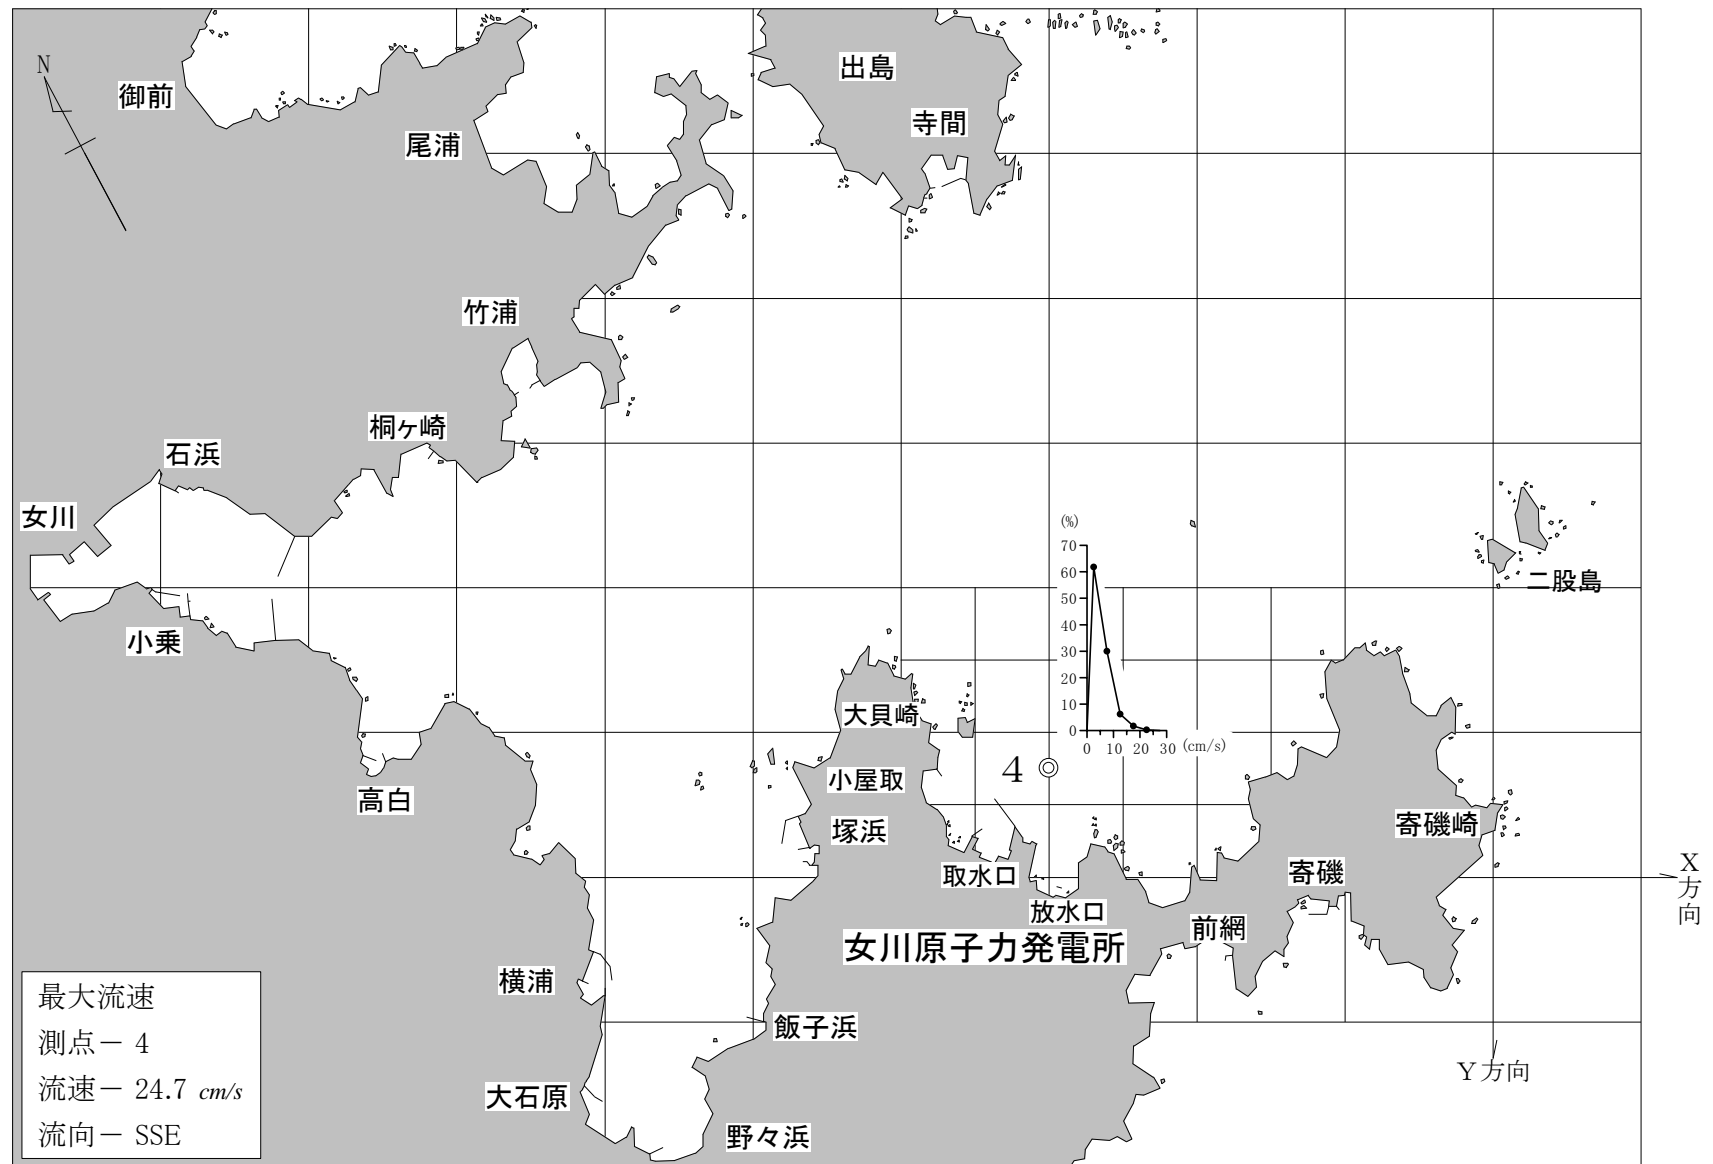 N
御前
出島
寺間
尾浦
竹浦
桐ヶ崎
石浜
女川
小乗
二股島
(%)
70
60
50
40
30
20
10
0
0 10 20 30 (cm/s)
大貝崎
4
小屋取
高白
塚浜
寄磯崎
取水口
寄磯
X方向
放水口
前網
女川原子力発電所
横浦
飯子浜
Y方向
大石原
野々浜
最大流速
測点－ 4
流速－ 24.7 cm/s
流向－ SSE